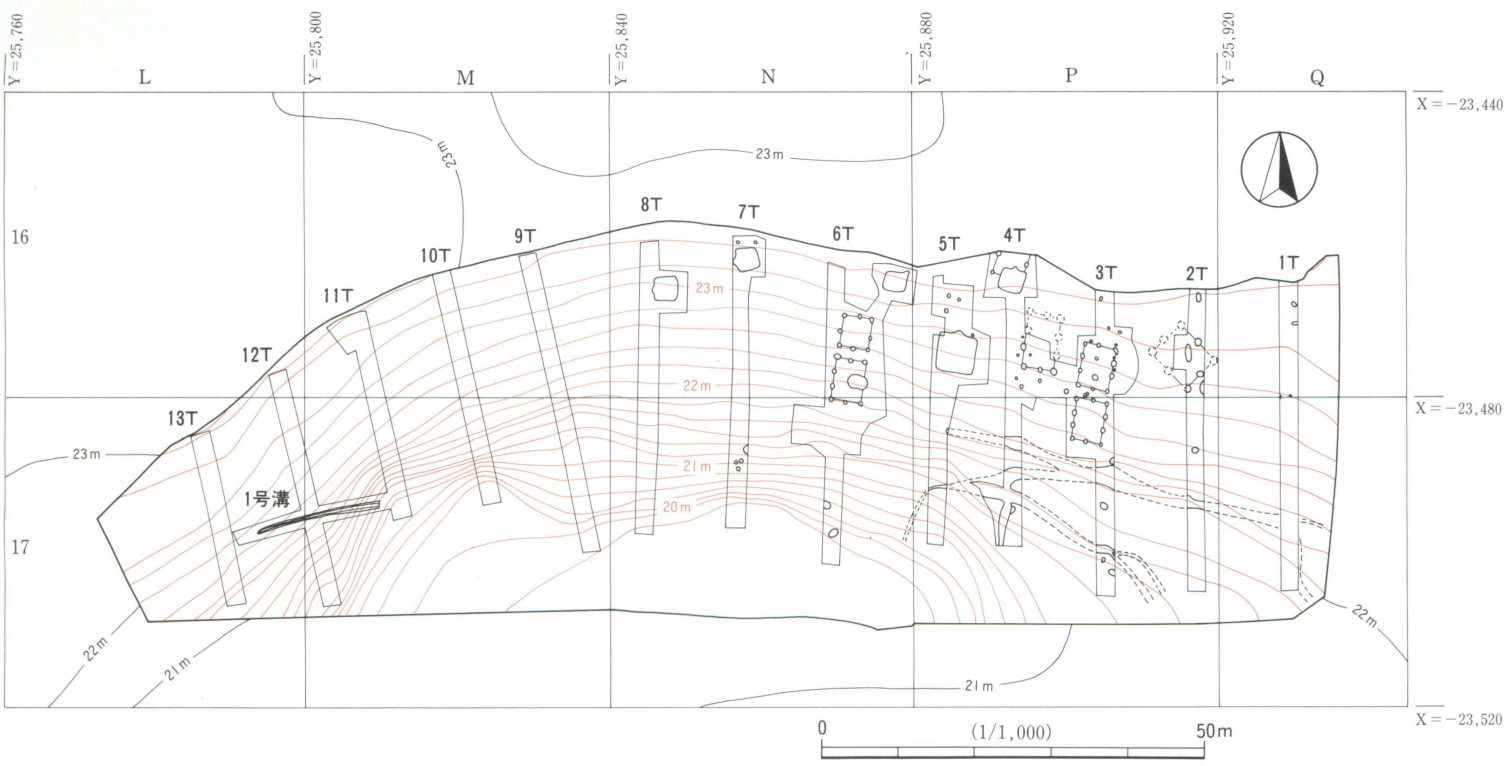 Y=25,760
Y=25,800
Y=25,840
Y=25,880
Y=25,920
L
M
N
P
Q
X=-23,440
23m
23m
8T
7T
6T
5T
4T
3T
2T
1T
16
9T
10T
11T
12T
13T
23m
22m
X=-23,480
23m
21m
1号溝
20m
17
22m
22m
21m
21m
X=-23,520
0
(1/1,000)
50m